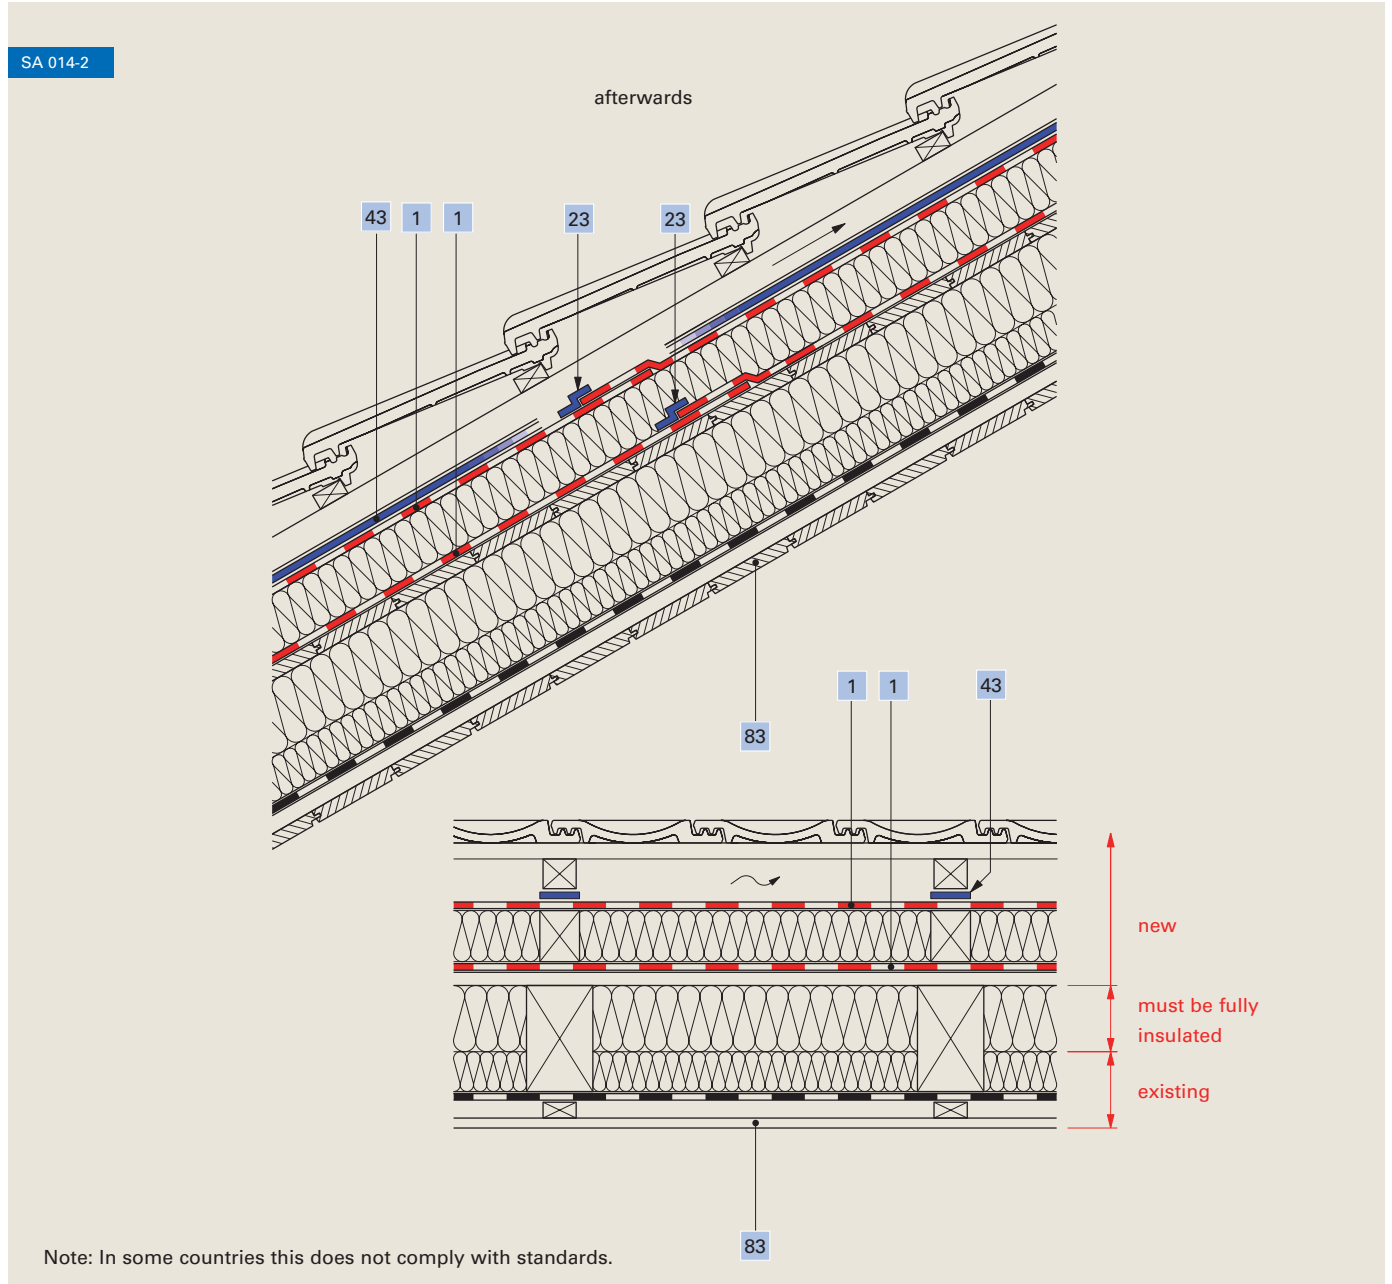 SA 014-2
afterwards
43 1 1 23 23
83
1 1 43
new
must be fully
insulated
existing
83
Note: In some countries this does not comply with standards.